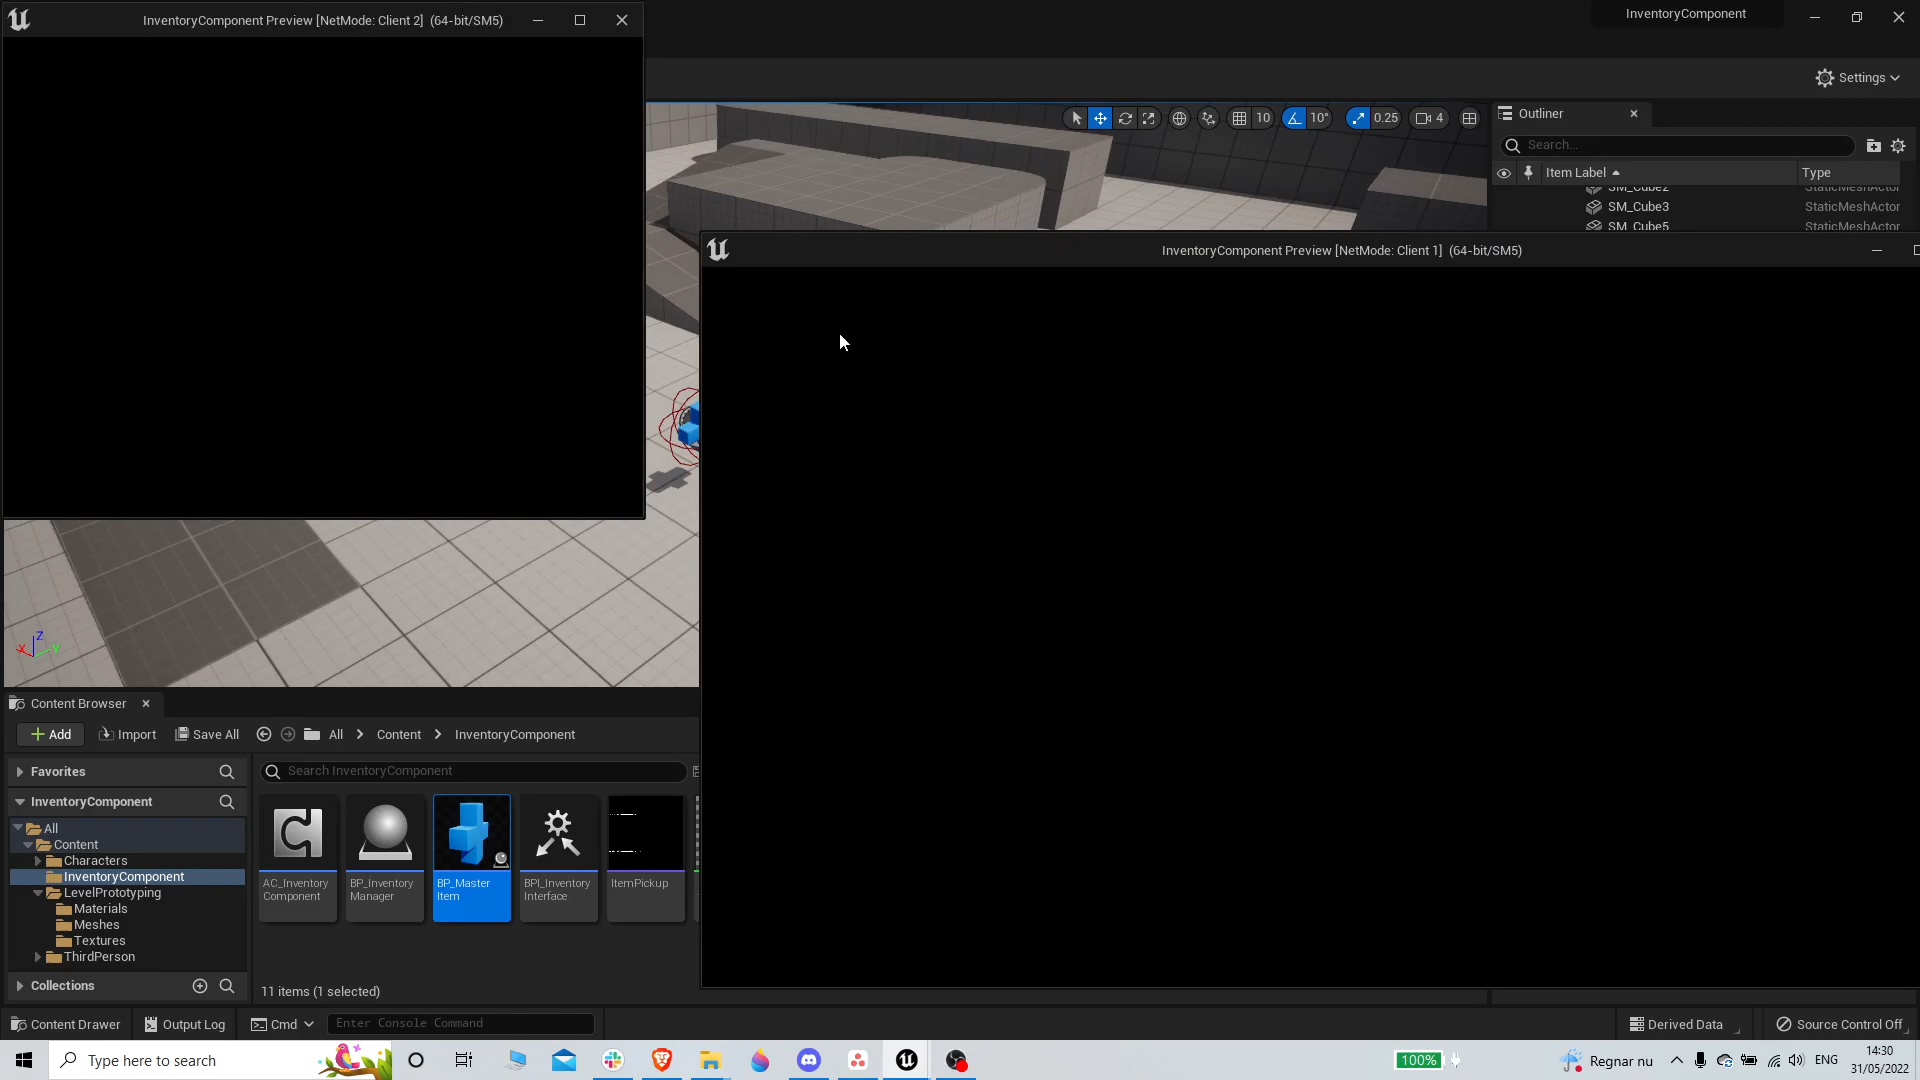 InventoryComponent Preview [NetMode: Client 2]  (64-bit/SM5)
InventoryComponent
Settings
10
10°
0.25
4
Outliner
Search...
Item Label
Type
SM_Cube2
StaticMeshActor
SM_Cube3
StaticMeshActor
SM_Cube5
StaticMeshActor
InventoryComponent Preview [NetMode: Client 1]  (64-bit/SM5)
Z
X
Y
Content Browser
Add
Import
Save All
All
Content
InventoryComponent
Favorites
Search InventoryComponent
InventoryComponent
All
Content
Characters
InventoryComponent
LevelPrototyping
Materials
Meshes
Textures
ThirdPerson
Collections
AC_Inventory
Component
BP_Inventory
Manager
BP_Master
Item
BPI_Inventory
Interface
ItemPickup
11 items (1 selected)
Content Drawer
Output Log
Cmd
Enter Console Command
Derived Data
Source Control Off
Type here to search
100%
Regnar nu
ENG
14:30
31/05/2022